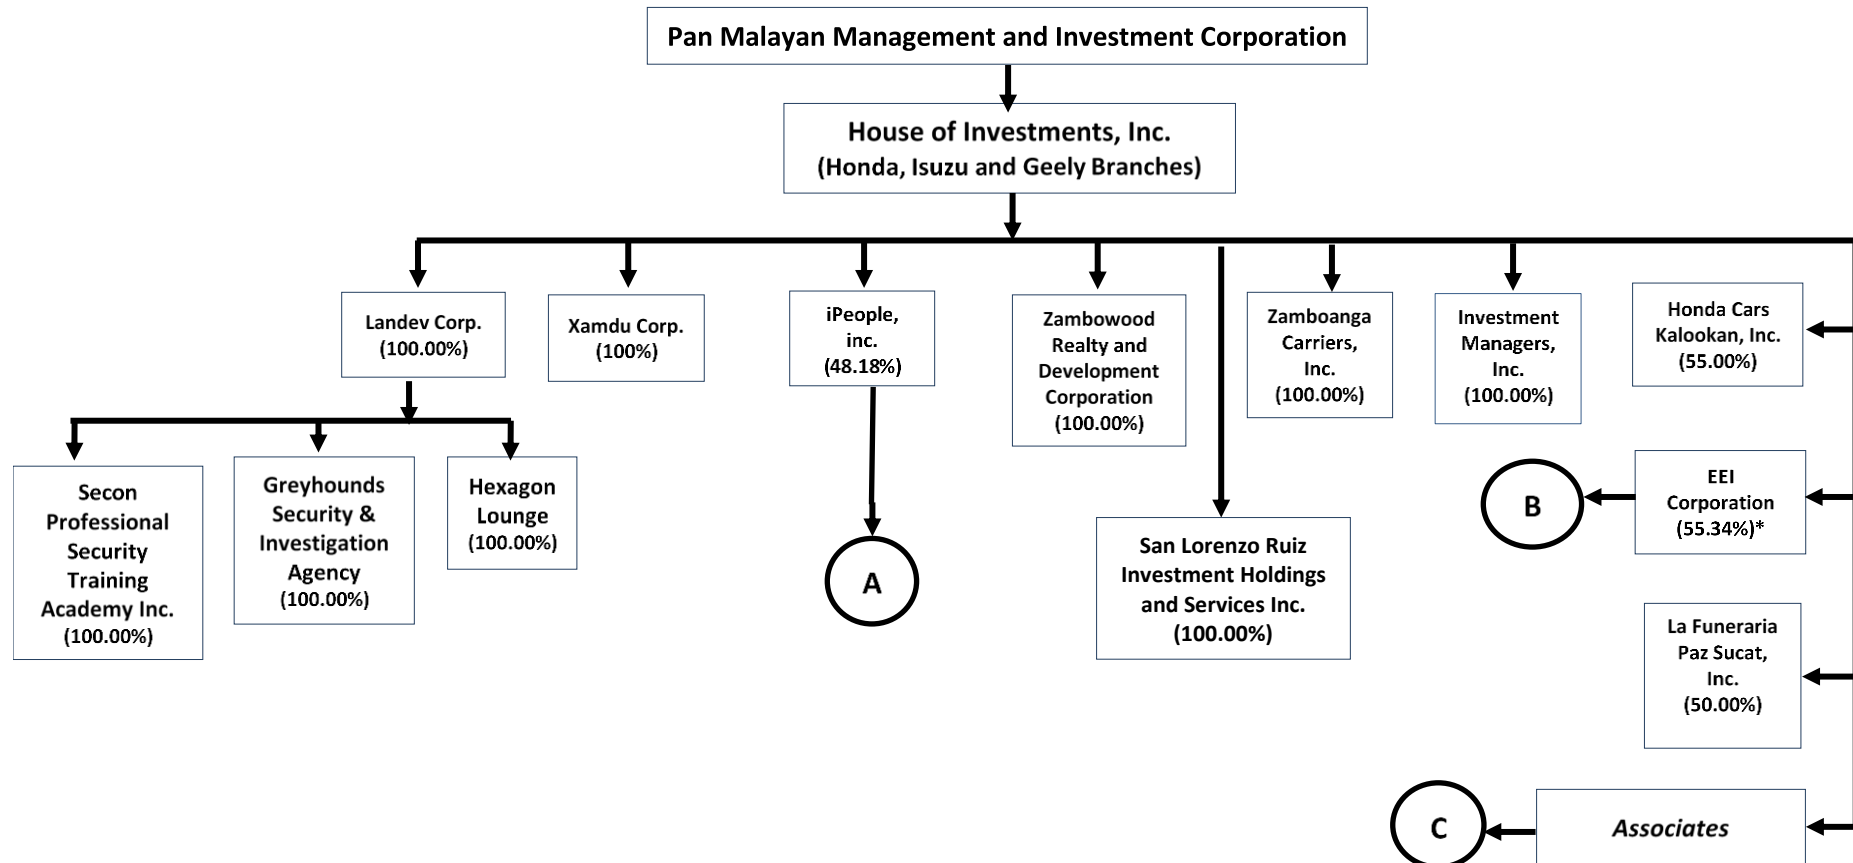 Pan Malayan Management and Investment Corporation
House of Investments, Inc.
(Honda, Isuzu and Geely Branches)
Landev Corp.
(100.00%)
Xamdu Corp.
(100%)
iPeople,
inc.
(48.18%)
Zambowood
Realty and
Development
Corporation
(100.00%)
Zamboanga
Carriers,
Inc.
(100.00%)
Investment
Managers,
Inc.
(100.00%)
Honda Cars
Kalookan, Inc.
(55.00%)
Secon
Professional
Security
Training
Academy Inc.
(100.00%)
Greyhounds
Security &
Investigation
Agency
(100.00%)
Hexagon
Lounge
(100.00%)
A
San Lorenzo Ruiz
Investment Holdings
and Services Inc.
(100.00%)
B
EEI
Corporation
(55.34%)*
La Funeraria
Paz Sucat,
Inc.
(50.00%)
C
Associates